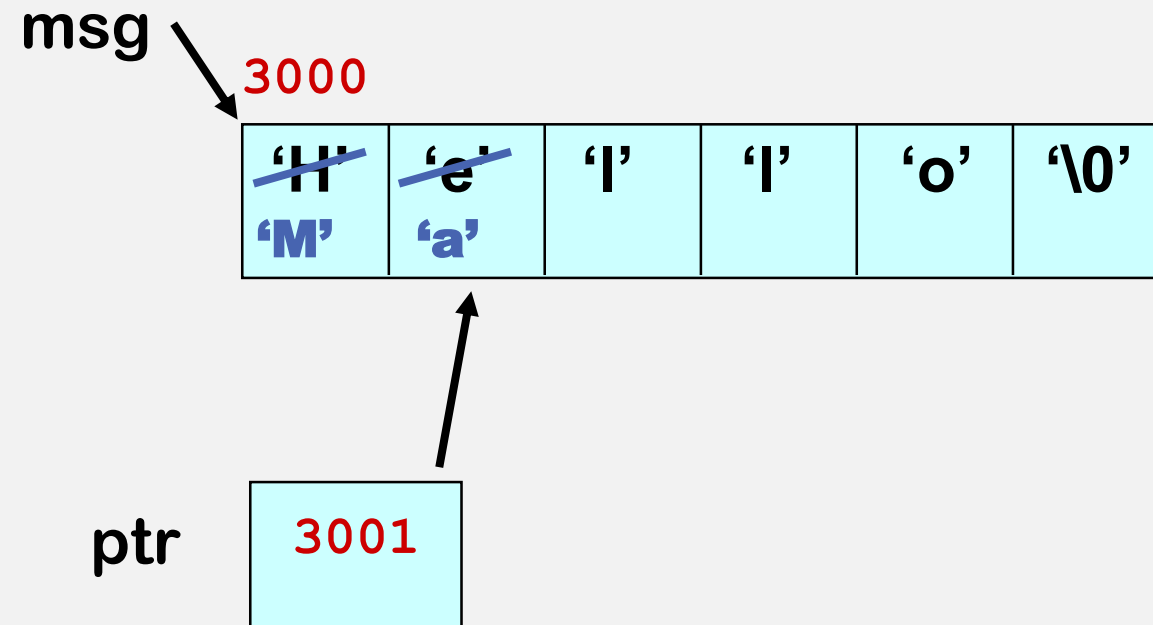 msg
3000
‘H’ ‘e’ ‘l’ ‘l’ ‘o’ ‘\0’
‘M’ ‘a’
ptr
3001